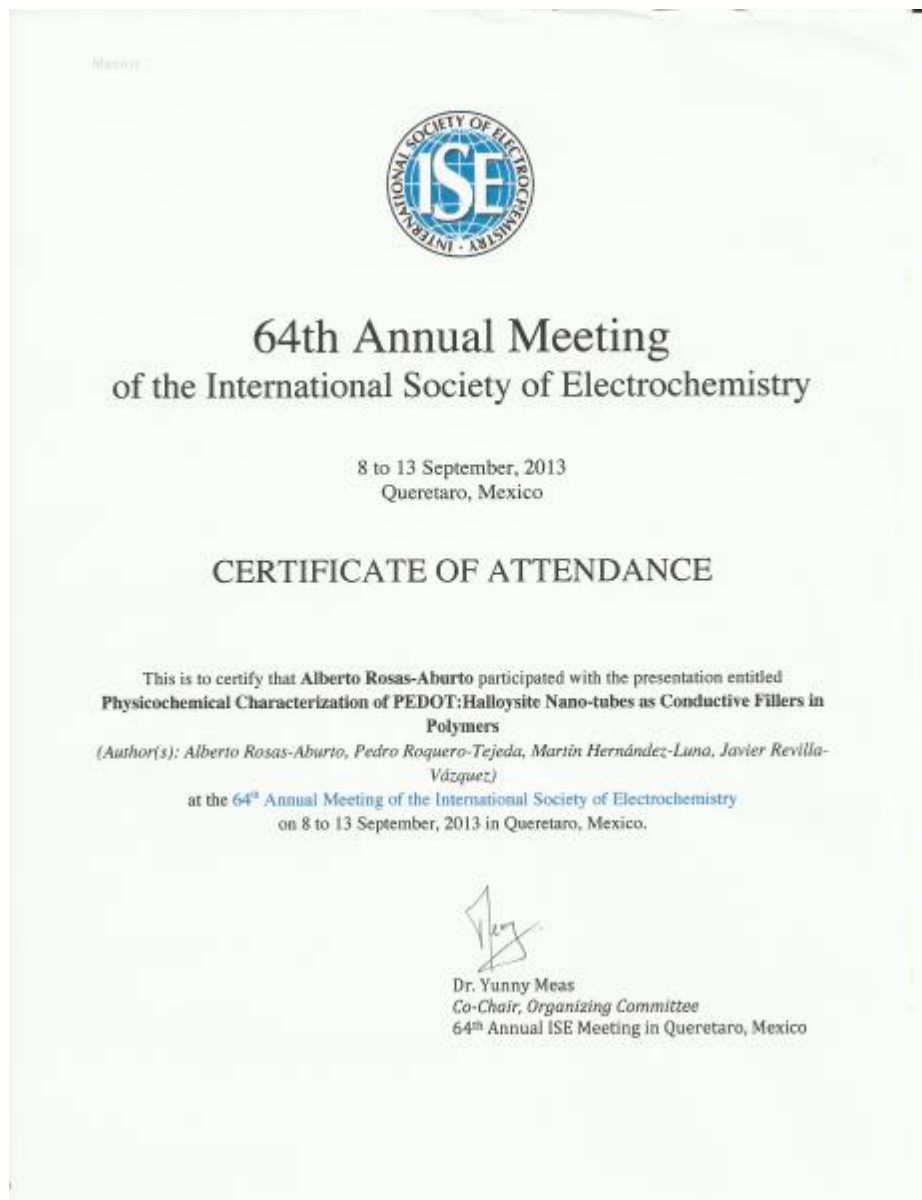 INTERNATIONAL SOCIETY OF ELECTROCHEMISTRY
ISE
64th Annual Meeting
of the International Society of Electrochemistry
8 to 13 September, 2013
Queretaro, Mexico
CERTIFICATE OF ATTENDANCE
This is to certify that Alberto Rosas-Aburto participated with the presentation entitled
Physicochemical Characterization of PEDOT:Halloysite Nano-tubes as Conductive Fillers in
Polymers
(Author(s): Alberto Rosas-Aburto, Pedro Roquero-Tejeda, Martín Hernández-Luna, Javier Revilla-
Vázquez)
at the 64th Annual Meeting of the International Society of Electrochemistry
on 8 to 13 September, 2013 in Queretaro, Mexico.
Dr. Yunny Meas
Co-Chair, Organizing Committee
64th Annual ISE Meeting in Queretaro, Mexico